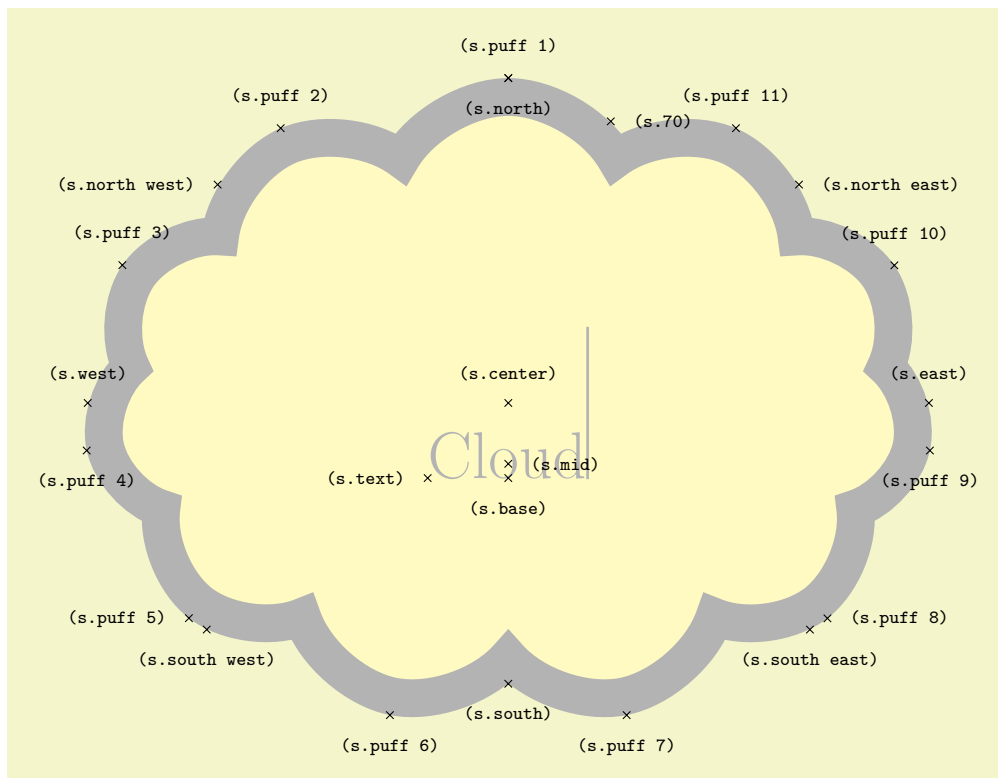 (s.puff 1)
(s.puff 2)
(s.puff 11)
(s.north)
(s.70)
(s.north west)
(s.north east)
(s.puff 3)
(s.puff 10)
(s.west)
(s.center)
(s.east)
Cloud
(s.mid)
(s.text)
(s.puff 4)
(s.puff 9)
(s.base)
(s.puff 5)
(s.puff 8)
(s.south west)
(s.south east)
(s.south)
(s.puff 6)
(s.puff 7)